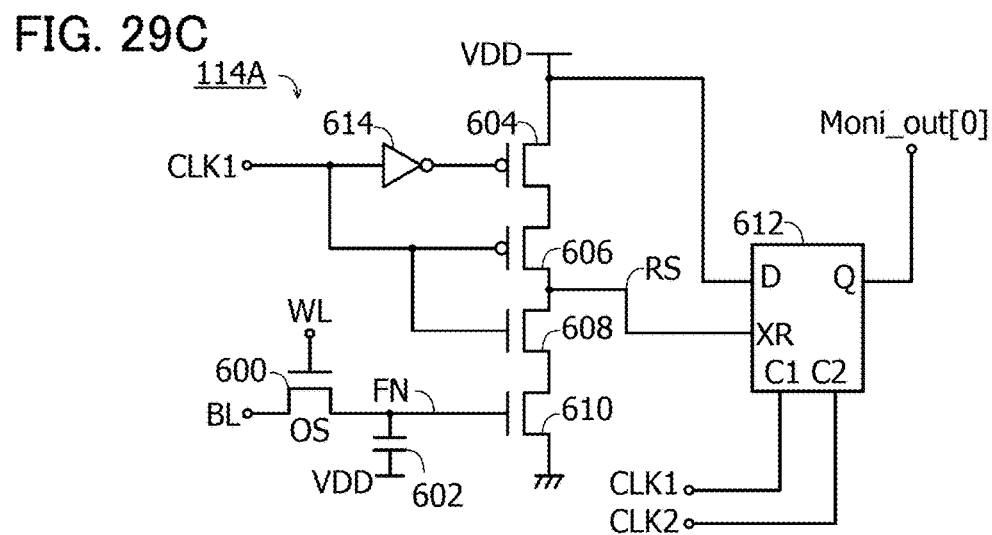 FIG. 29C
114A
VDD
614
604
Moni_out[0]
CLK1
612
606
RS
D
Q
WL
608
XR
600
C1
C2
FN
BL
OS
610
VDD
602
CLK1
CLK2